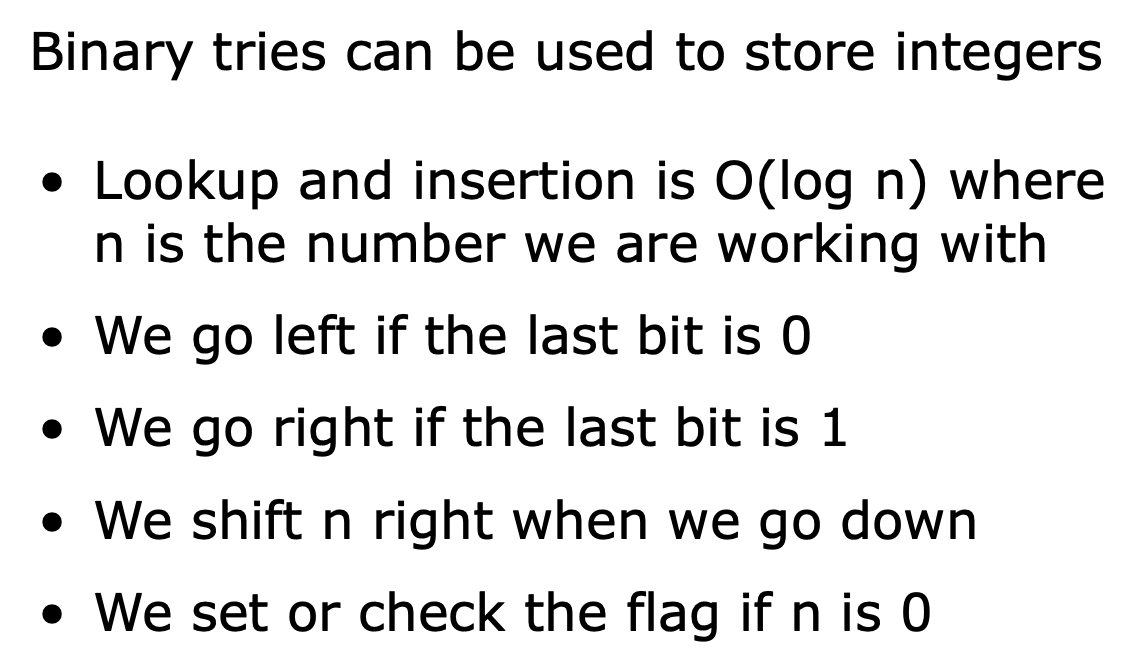 Binary tries can be used to store integers
• Lookup and insertion is O(log n) where
n is the number we are working with
• We go left if the last bit is 0
• We go right if the last bit is 1
• We shift n right when we go down
• We set or check the flag if n is 0